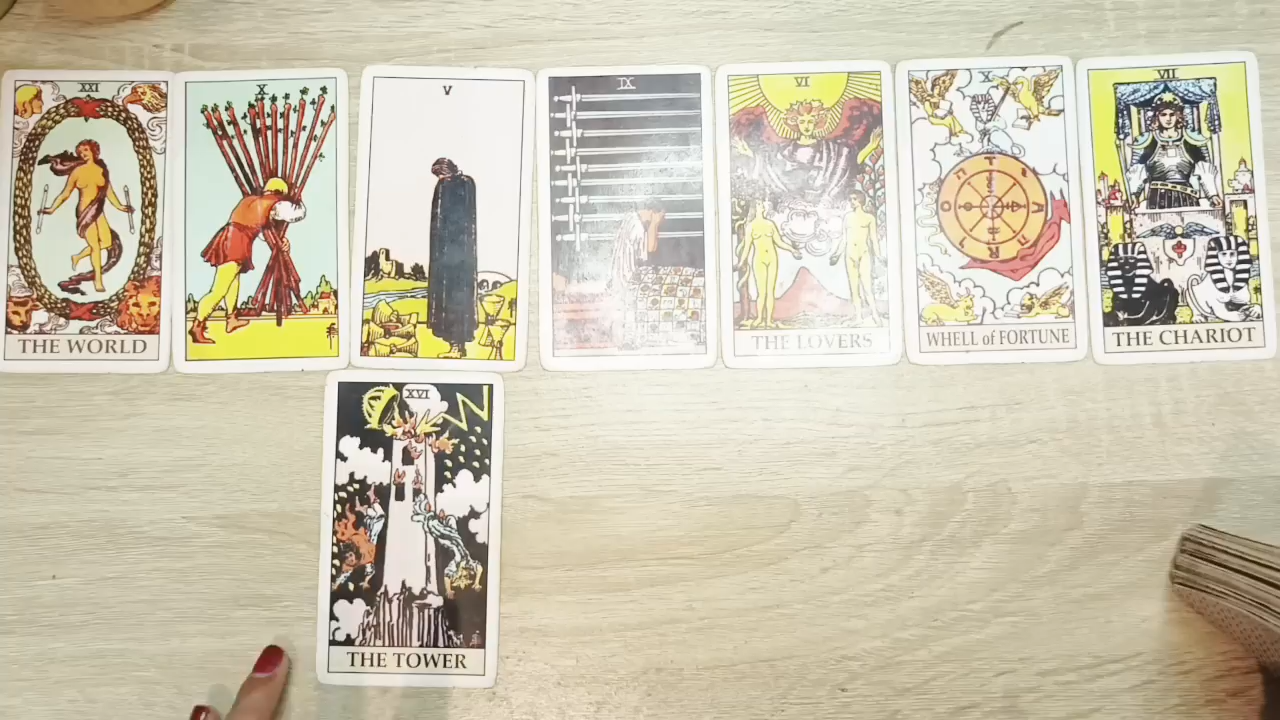 XXI
THE WORLD
X
V
IX
VI
THE LOVERS
X
WHELL of FORTUNE
VII
THE CHARIOT
XVI
THE TOWER